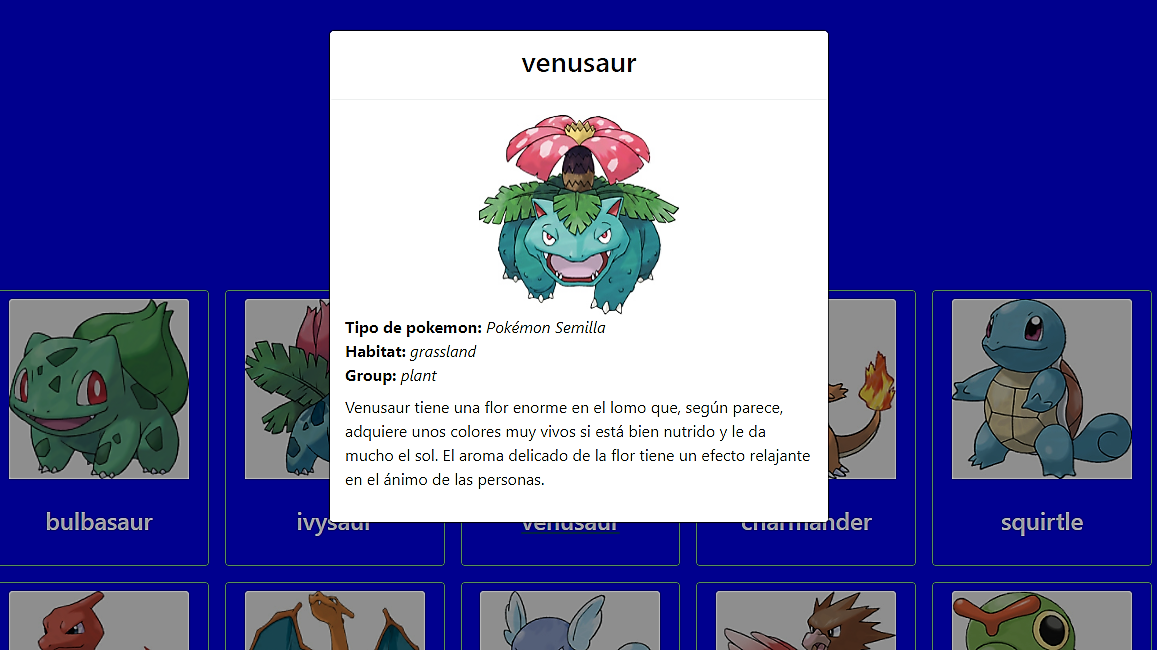 venusaur
Tipo de pokemon: Pokémon Semilla
Habitat: grassland
Group: plant
Venusaur tiene una flor enorme en el lomo que, según parece,
adquiere unos colores muy vivos si está bien nutrido y le da
mucho el sol. El aroma delicado de la flor tiene un efecto relajante
en el ánimo de las personas.
bulbasaur
ivysaur
venusaur
charmander
squirtle